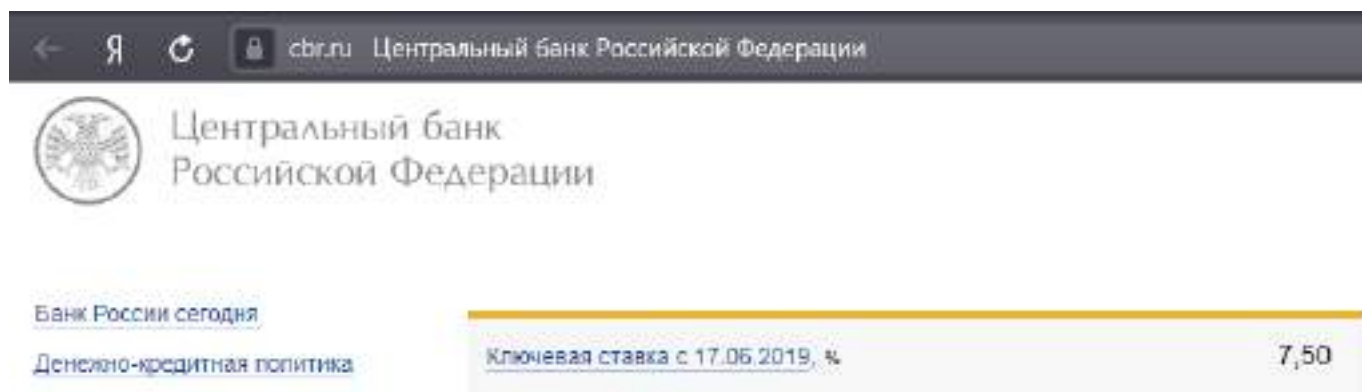 Я cbr.ru Центральный банк Российской Федерации
Центральный банк
Российской Федерации
Банк России сегодня
Денежно-кредитная политика
Ключевая ставка с 17.06.2019, % 7,50